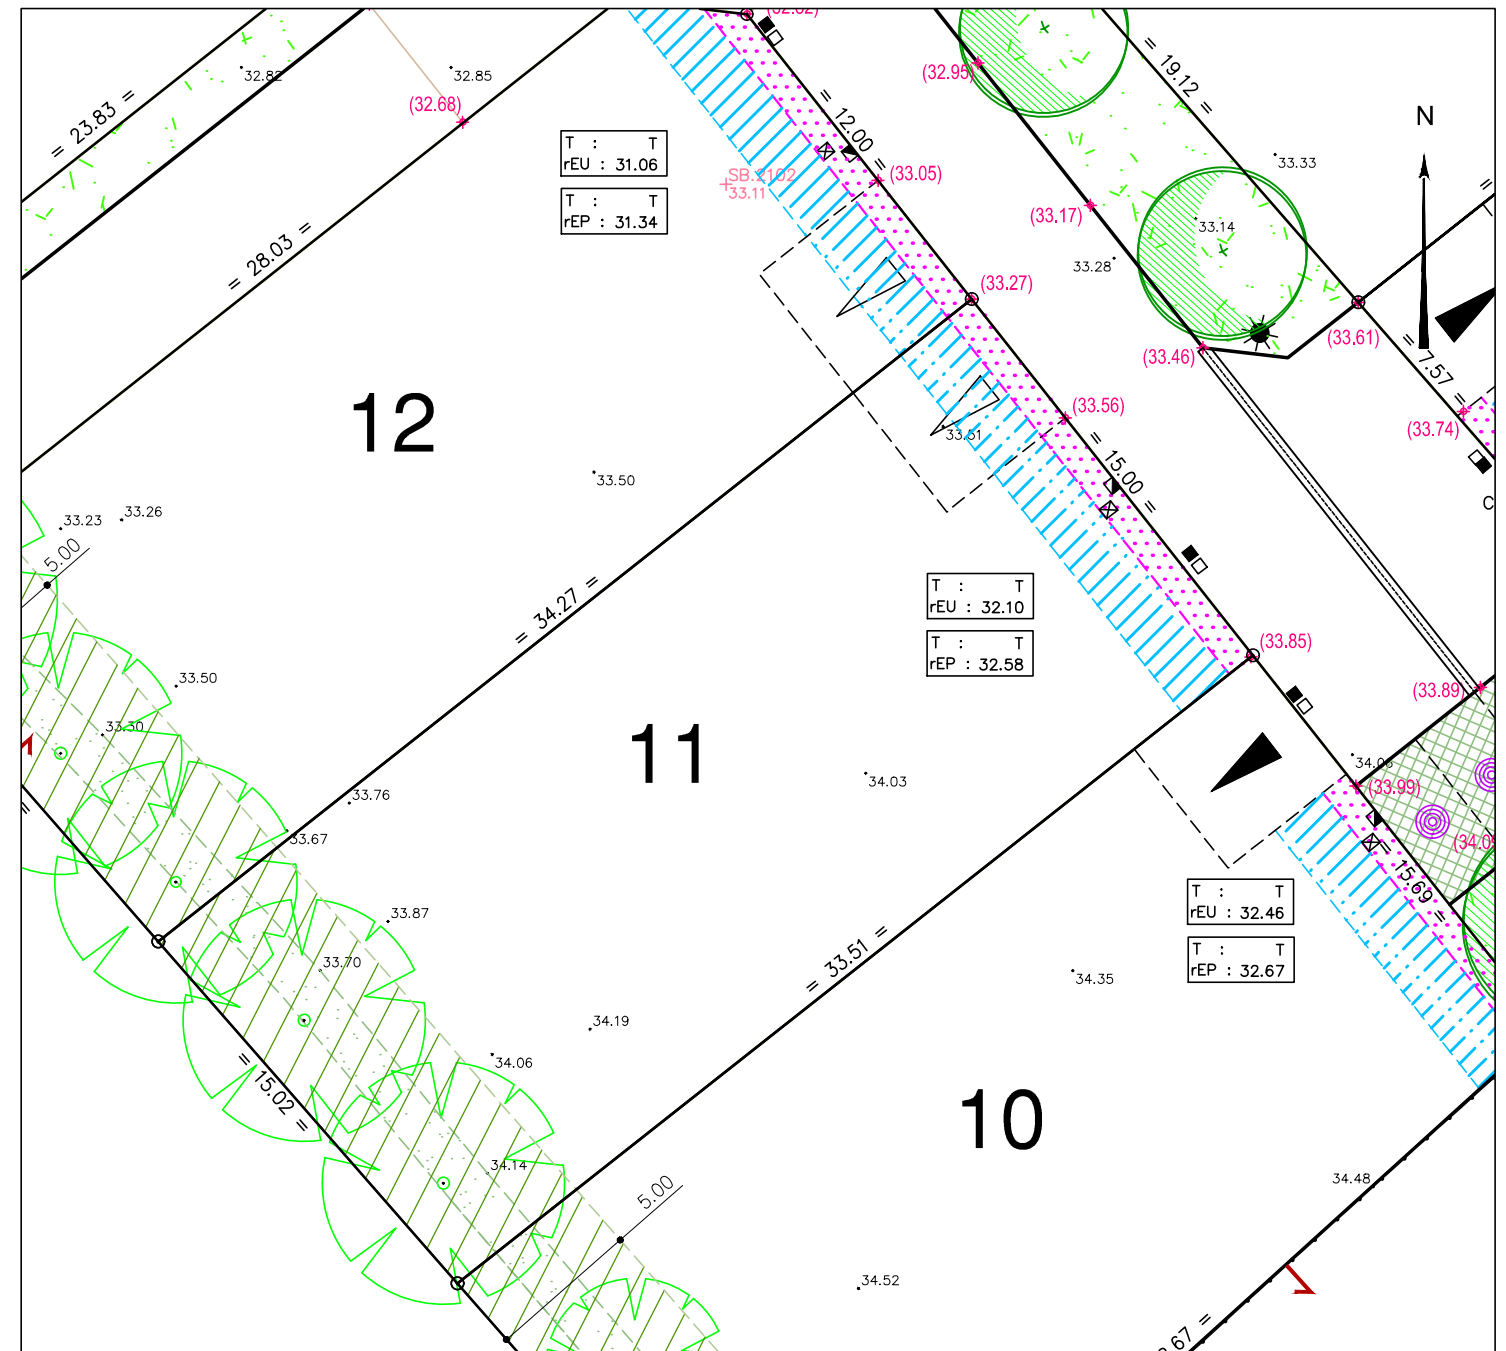 = 23.83 =
32.82
32.85
(32.68)
= 28.03 =
T : T
rEU : 31.06
T : T
rEP : 31.34
SB.2102
33.11
= 12.00 =
(33.05)
(32.95)
= 19.12 =
33.33
(33.17)
33.14
33.28
N
(33.27)
(33.46)
(33.61)
= 7.57 =
(33.74)
12
(33.56)
33.51
33.50
= 15.00 =
33.23
33.26
5.00
= 34.27 =
T : T
rEU : 32.10
T : T
rEP : 32.58
(33.85)
(33.89)
33.50
33.30
11
34.03
34.06
(33.99)
33.76
33.67
= 15.69 =
33.87
33.70
T : T
rEU : 32.46
T : T
rEP : 32.67
= 33.51 =
34.35
34.19
34.06
= 15.02 =
10
34.14
5.00
34.48
34.52